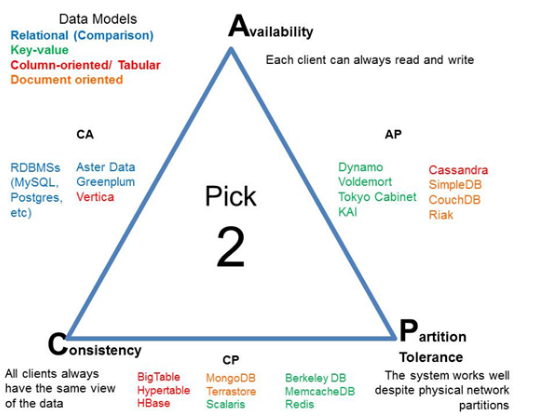 Data Models
Relational (Comparison)
Key-value
Column-oriented/ Tabular
Document oriented
Availability
Each client can always read and write
CA
RDBMSs
(MySQL,
Postgres,
etc)
Aster Data
Greenplum
Vertica
AP
Dynamo
Voldemort
Tokyo Cabinet
KAI
Cassandra
SimpleDB
CouchDB
Riak
Pick
2
Consistency
All clients always
have the same view
of the data
CP
BigTable
Hypertable
HBase
MongoDB
Terrastore
Scalaris
Berkeley DB
MemcacheDB
Redis
Partition
Tolerance
The system works well
despite physical network
partitions